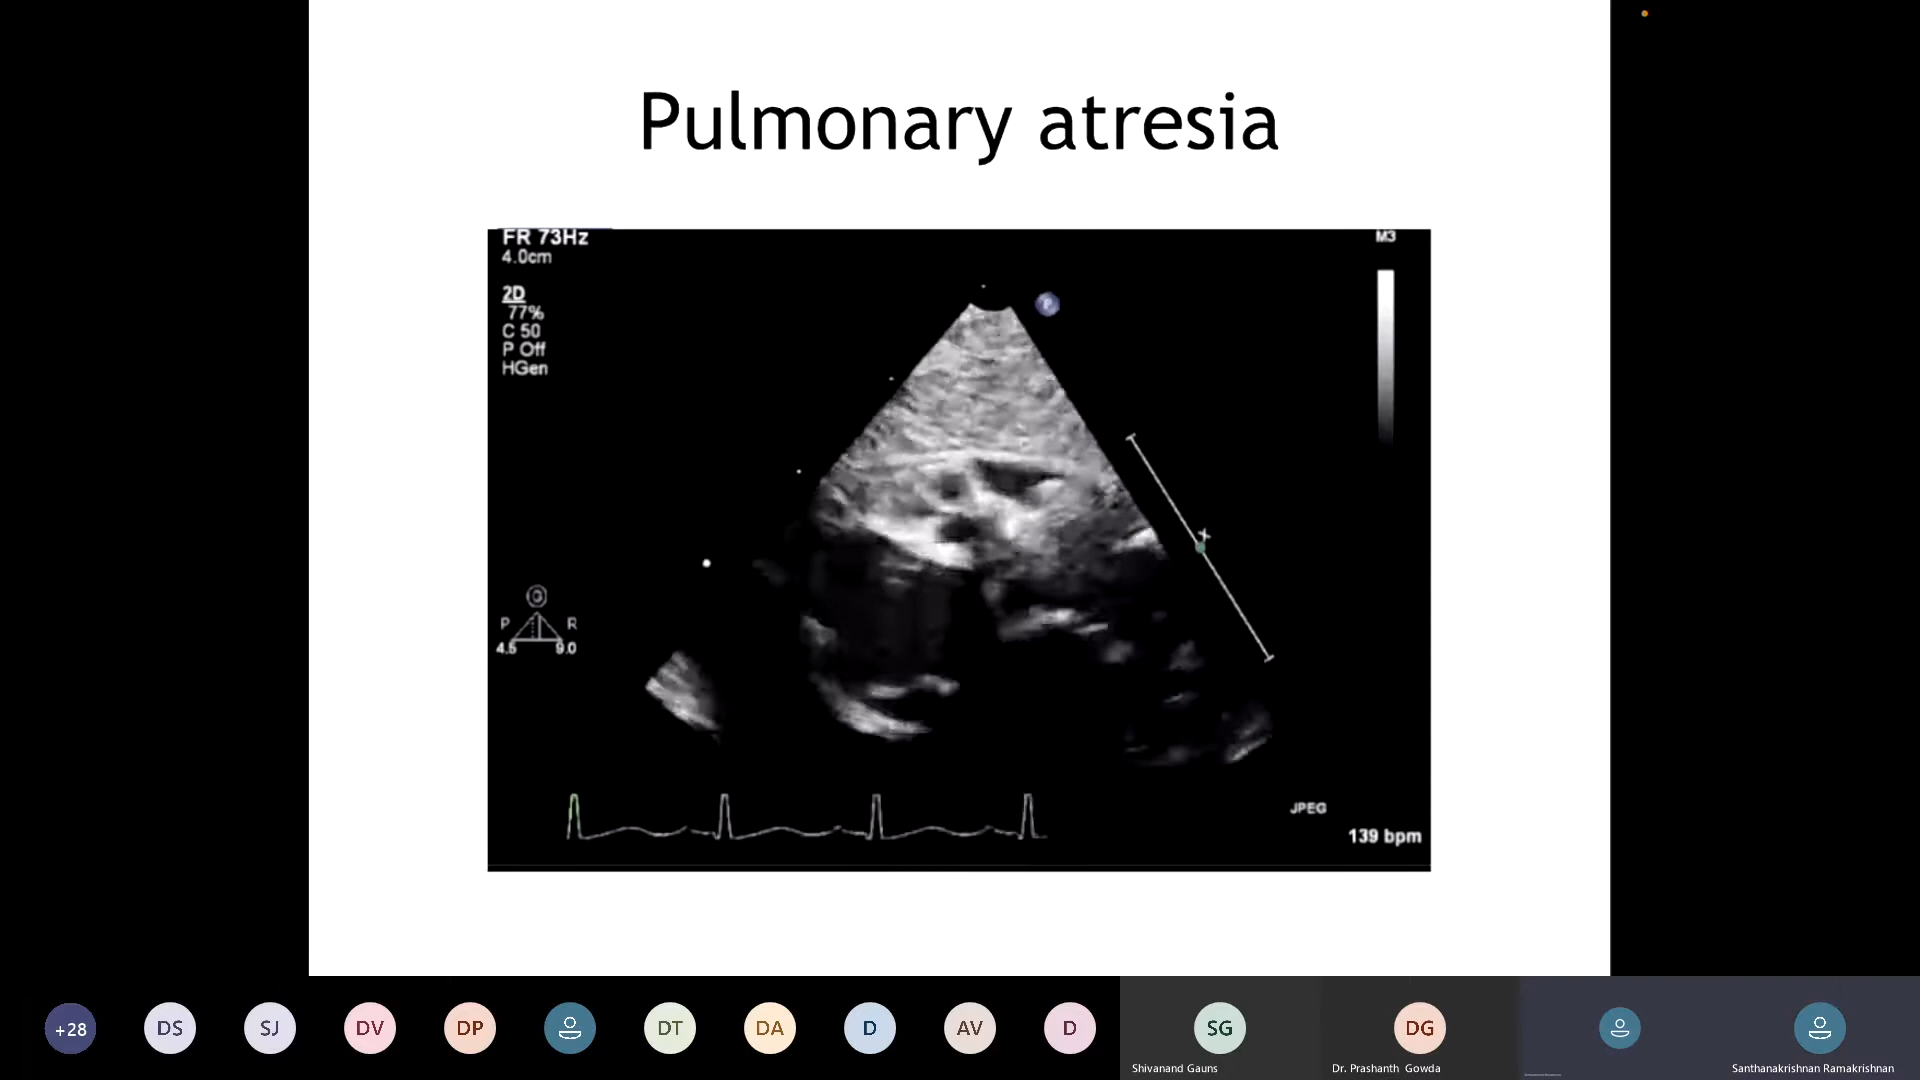 Pulmonary atresia
FR 73Hz
4.0cm
M3
2D
77%
C 50
P Off
HGen
P
G
P R
4.5 9.0
X
JPEG
139 bpm
+28
DS
SJ
DV
DP
DT
DA
D
AV
D
SG
Shivanand Gauns
DG
Dr. Prashanth Gowda
Santhanakrishnan Ramakrishnan